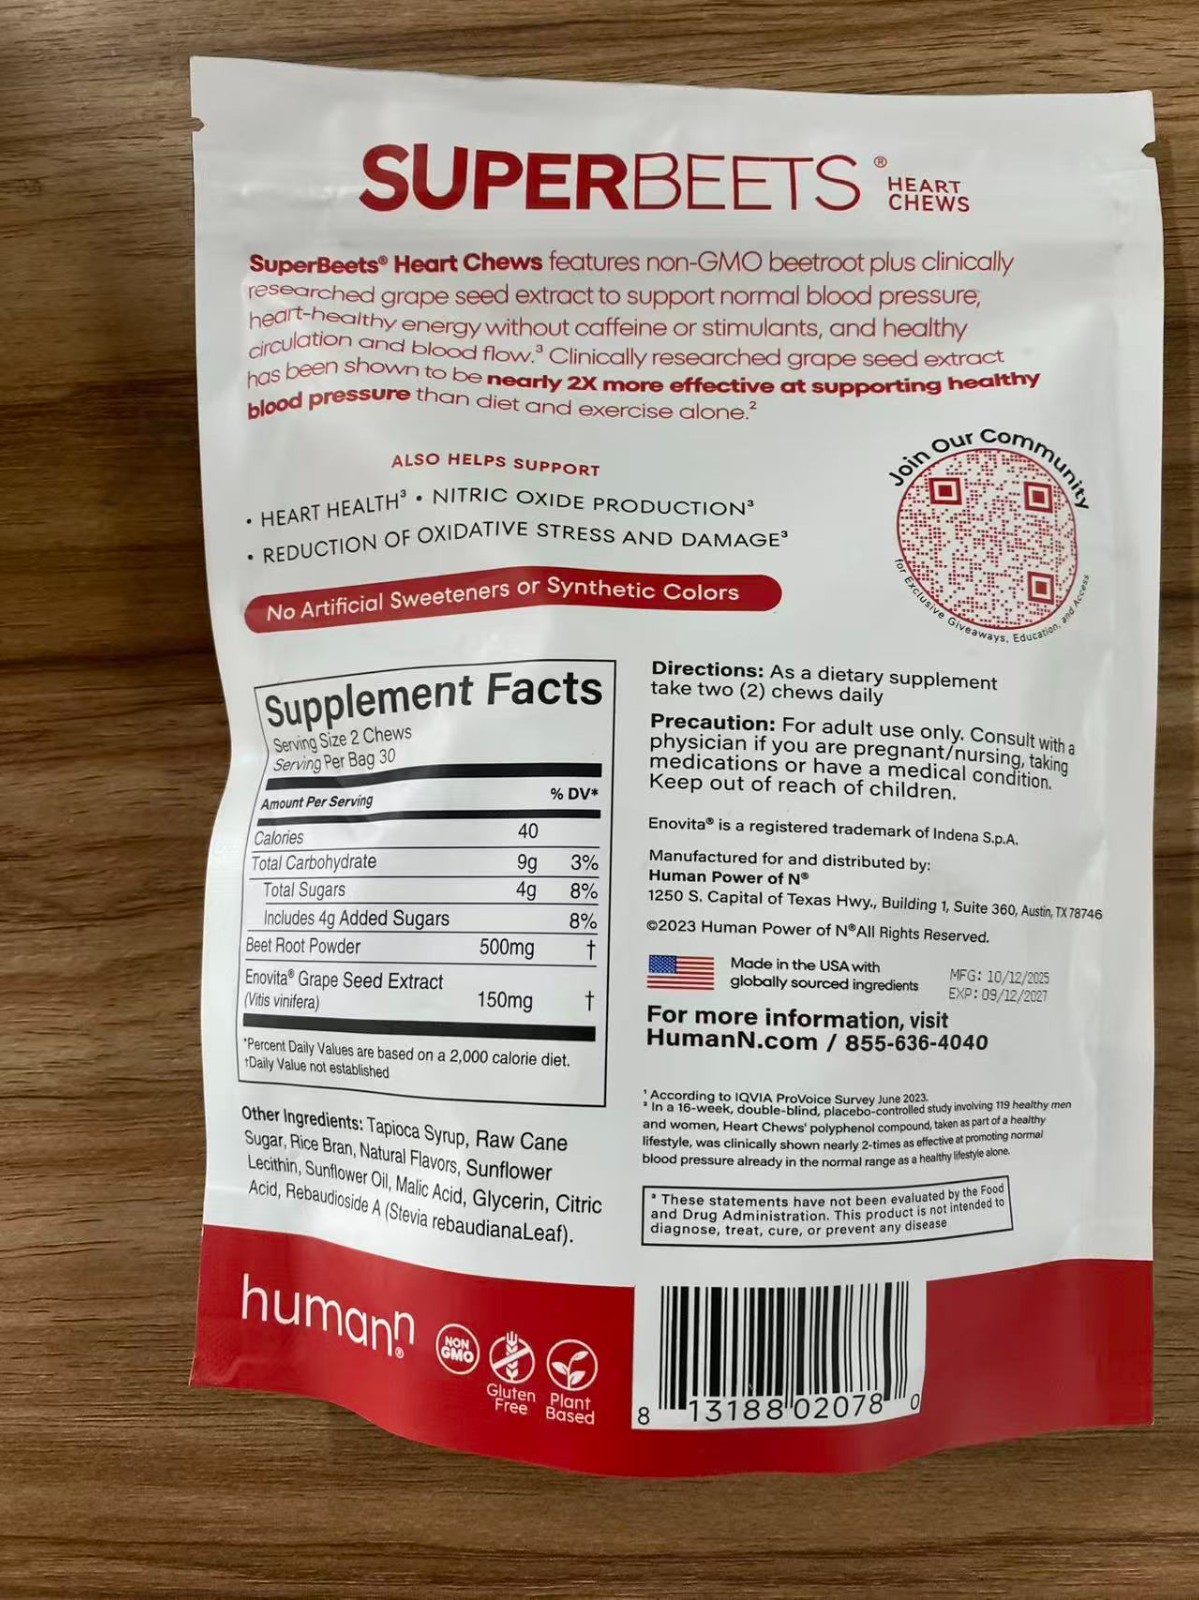 SUPERBEETS®
HEART
CHEWS
SuperBeets® Heart Chews features non-GMO beetroot plus clinically
researched grape seed extract to support normal blood pressure,
heart-healthy energy without caffeine or stimulants, and healthy
circulation and blood flow.³ Clinically researched grape seed extract
has been shown to be nearly 2X more effective at supporting healthy
blood pressure than diet and exercise alone.²
ALSO HELPS SUPPORT
• HEART HEALTH³ • NITRIC OXIDE PRODUCTION³
• REDUCTION OF OXIDATIVE STRESS AND DAMAGE³
No Artificial Sweeteners or Synthetic Colors
Join Our Community
for Exclusive Giveaways, Education, and Access
Supplement Facts
Serving Size 2 Chews
Serving Per Bag 30
Amount Per Serving % DV*
Calories 40
Total Carbohydrate 9g 3%
Total Sugars 4g 8%
Includes 4g Added Sugars 8%
Beet Root Powder 500mg †
Enovita® Grape Seed Extract
(Vitis vinifera) 150mg †
*Percent Daily Values are based on a 2,000 calorie diet.
†Daily Value not established
Other Ingredients: Tapioca Syrup, Raw Cane
Sugar, Rice Bran, Natural Flavors, Sunflower
Lecithin, Sunflower Oil, Malic Acid, Glycerin, Citric
Acid, Rebaudioside A (Stevia rebaudianaLeaf).
Directions: As a dietary supplement
take two (2) chews daily
Precaution: For adult use only. Consult with a
physician if you are pregnant/nursing, taking
medications or have a medical condition.
Keep out of reach of children.
Enovita® is a registered trademark of Indena S.p.A.
Manufactured for and distributed by:
Human Power of N®
1250 S. Capital of Texas Hwy., Building 1, Suite 360, Austin, TX 78746
©2023 Human Power of N®All Rights Reserved.
Made in the USA with
globally sourced ingredients
MFG: 10/12/2025
EXP: 09/12/2027
For more information, visit
HumanN.com / 855-636-4040
¹ According to IQVIA ProVoice Survey June 2023.
² In a 16-week, double-blind, placebo-controlled study involving 119 healthy men
and women, Heart Chews' polyphenol compound, taken as part of a healthy
lifestyle, was clinically shown nearly 2-times as effective at promoting normal
blood pressure already in the normal range as a healthy lifestyle alone.
³ These statements have not been evaluated by the Food
and Drug Administration. This product is not intended to
diagnose, treat, cure, or prevent any disease
humann®
NON
GMO
Gluten
Free
Plant
Based
8 13188 02078 0